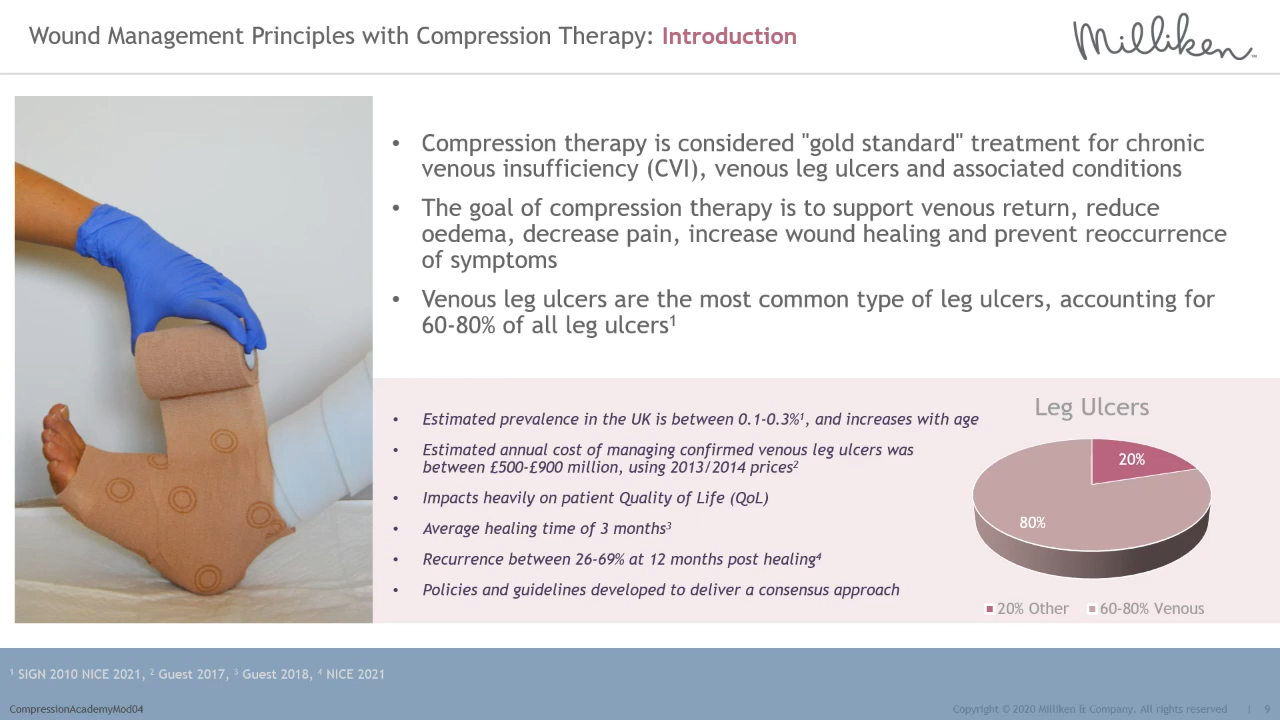 Wound Management Principles with Compression Therapy: Introduction
Milliken™
• Compression therapy is considered "gold standard" treatment for chronic
venous insufficiency (CVI), venous leg ulcers and associated conditions
• The goal of compression therapy is to support venous return, reduce
oedema, decrease pain, increase wound healing and prevent reoccurrence
of symptoms
• Venous leg ulcers are the most common type of leg ulcers, accounting for
60-80% of all leg ulcers¹
• Estimated prevalence in the UK is between 0.1-0.3%¹, and increases with age
• Estimated annual cost of managing confirmed venous leg ulcers was
between £500-£900 million, using 2013/2014 prices²
• Impacts heavily on patient Quality of Life (QoL)
• Average healing time of 3 months³
• Recurrence between 26-69% at 12 months post healing⁴
• Policies and guidelines developed to deliver a consensus approach
Leg Ulcers
20%
80%
20% Other 60-80% Venous
¹ SIGN 2010 NICE 2021, ² Guest 2017, ³ Guest 2018, ⁴ NICE 2021
CompressionAcademyMod04
Copyright © 2020 Milliken & Company. All rights reserved | 9